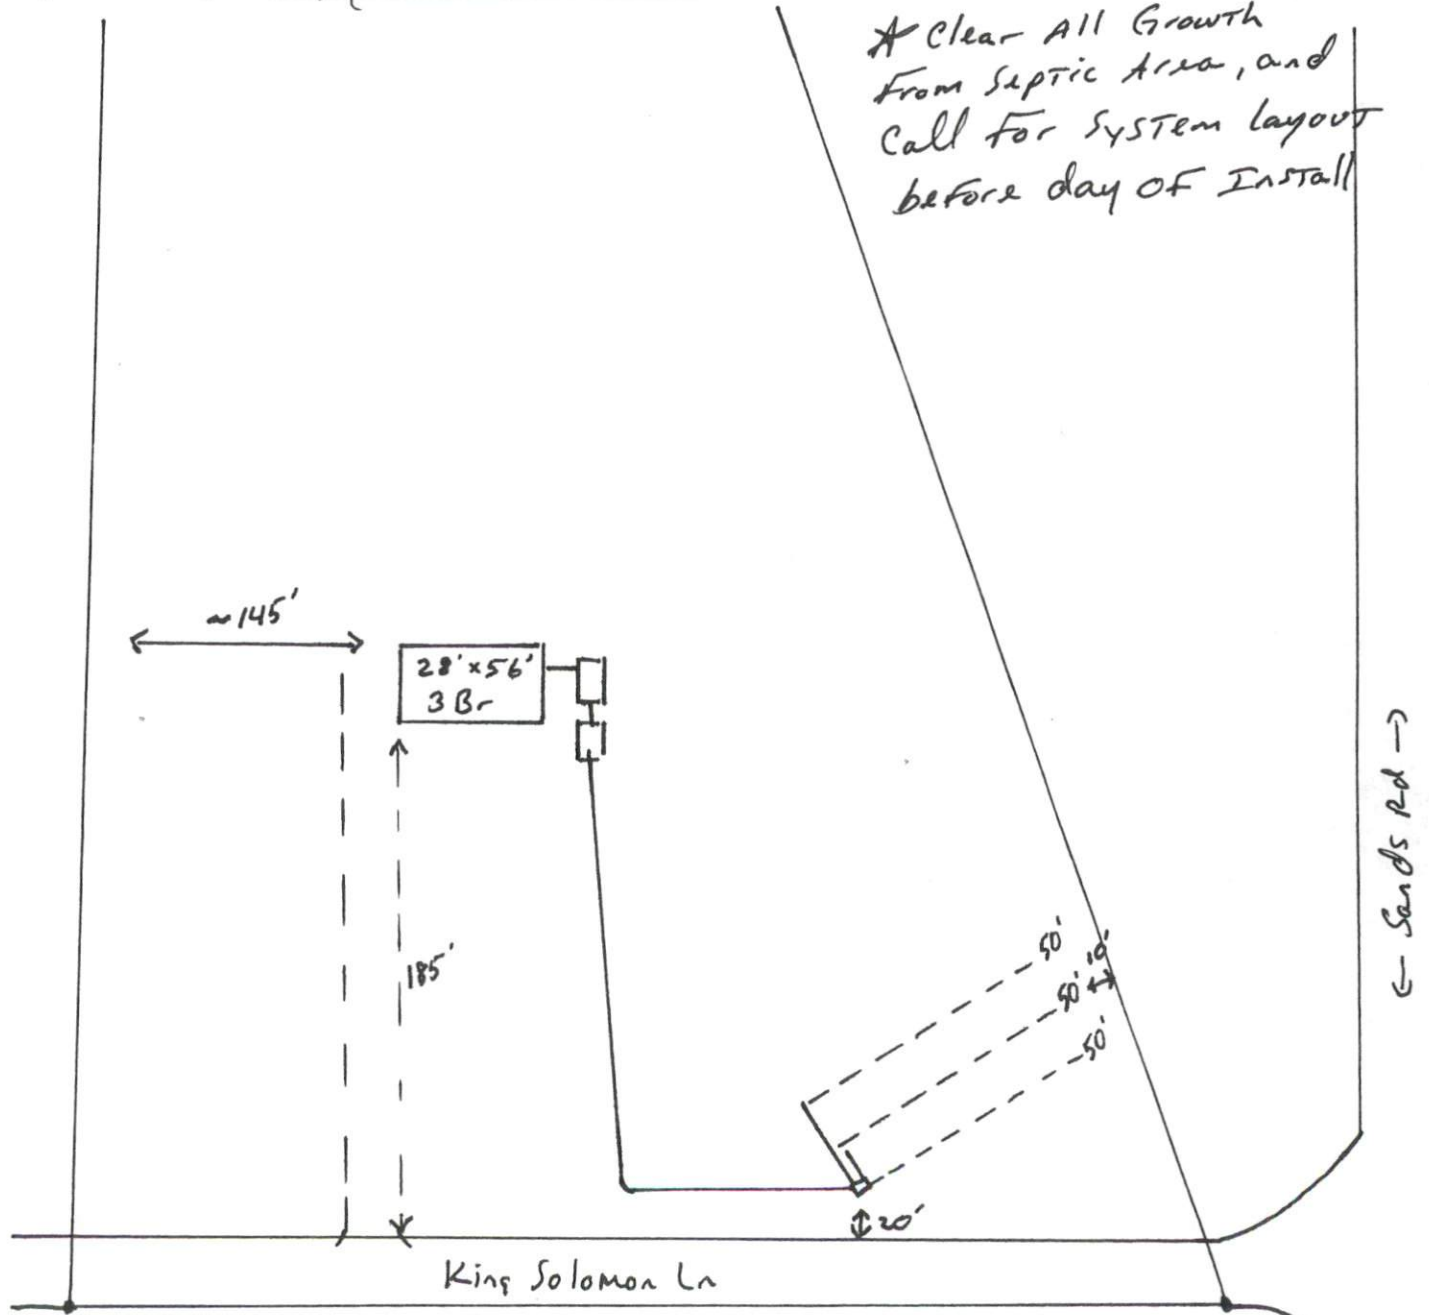 * Clear All Growth
From Septic Area, and
Call For System Layout
before day OF Install
~145'
28' x 56'
3 Br
185'
50'
10'
50'
50'
20'
← Sands Rd →
King Solomon Ln